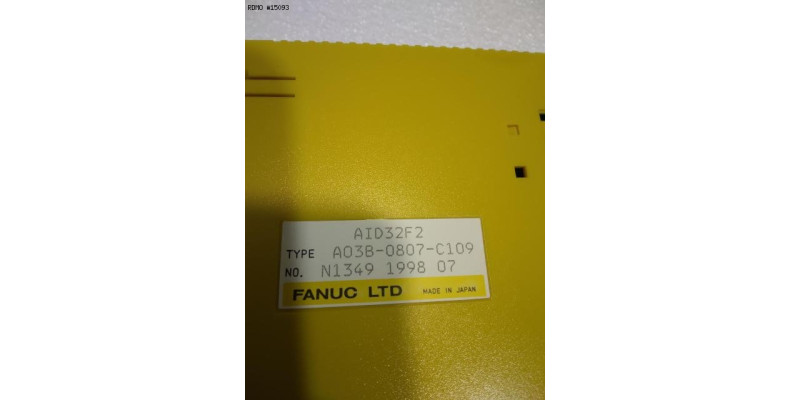 RDMO #15093
AID32F2
TYPE A03B-0807-C109
NO. N1349 1998 07
FANUC LTD MADE IN JAPAN